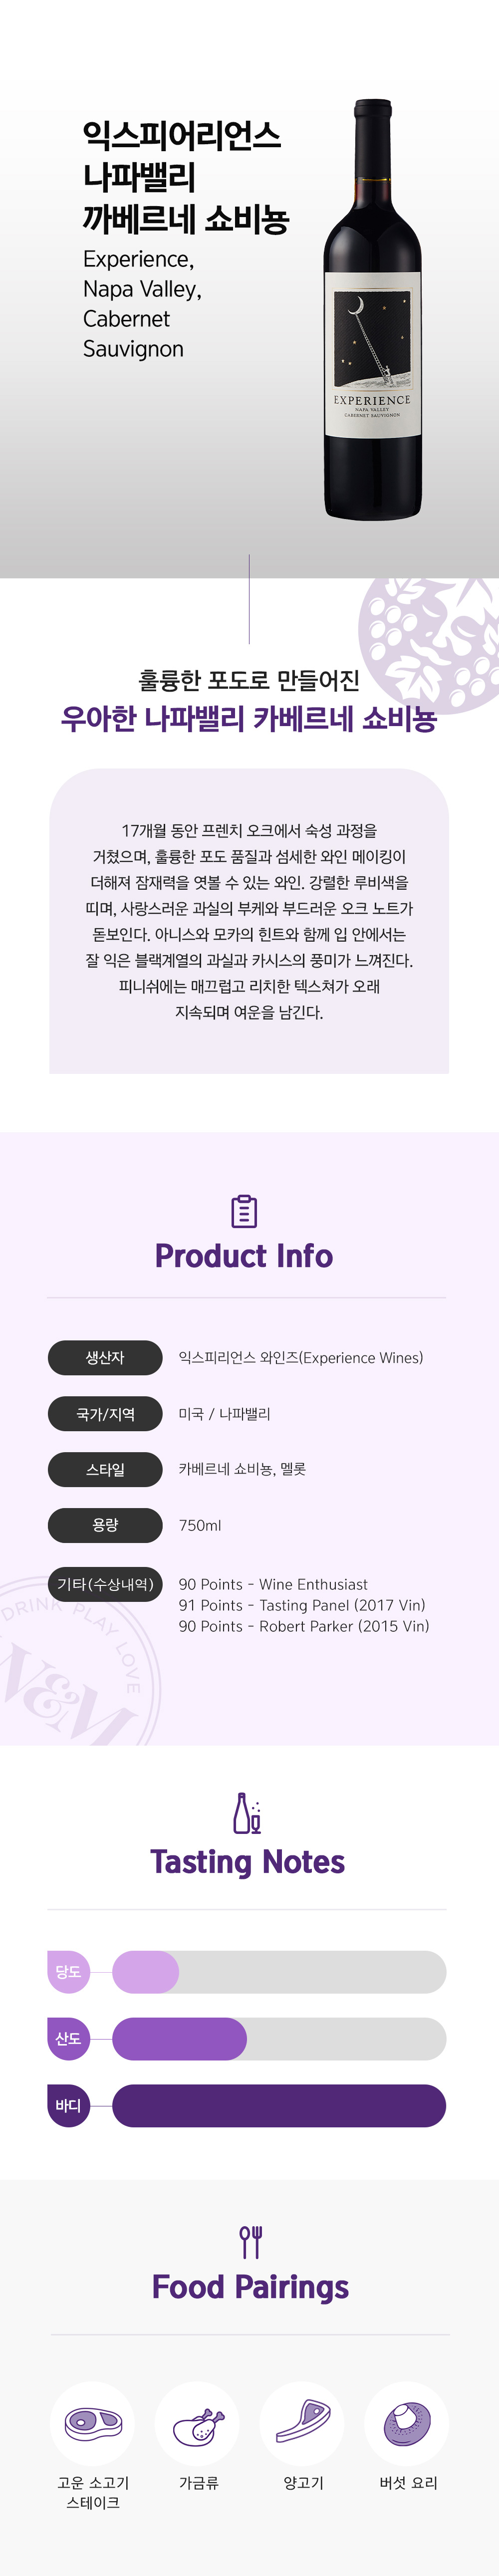 익스피어리언스
나파밸리
까베르네 쇼비뇽
Experience,
Napa Valley,
Cabernet
Sauvignon
EXPERIENCE
NAPA VALLEY
CABERNET SAUVIGNON
훌륭한 포도로 만들어진
우아한 나파밸리 카베르네 쇼비뇽
17개월 동안 프렌치 오크에서 숙성 과정을
거쳤으며, 훌륭한 포도 품질과 섬세한 와인 메이킹이
더해져 잠재력을 엿볼 수 있는 와인. 강렬한 루비색을
띠며, 사랑스러운 과실의 부케와 부드러운 오크 노트가
돋보인다. 아니스와 모카의 힌트와 함께 입 안에서는
잘 익은 블랙계열의 과실과 카시스의 풍미가 느껴진다.
피니쉬에는 매끄럽고 리치한 텍스쳐가 오래
지속되며 여운을 남긴다.
Product Info
생산자 익스피리언스 와인즈(Experience Wines)
국가/지역 미국 / 나파밸리
스타일 카베르네 쇼비뇽, 멜롯
용량 750ml
기타(수상내역) 90 Points - Wine Enthusiast
91 Points - Tasting Panel (2017 Vin)
90 Points - Robert Parker (2015 Vin)
DRINK PLAY LOVE
W&M
Tasting Notes
당도
산도
바디
Food Pairings
고운 소고기
스테이크
가금류
양고기
버섯 요리